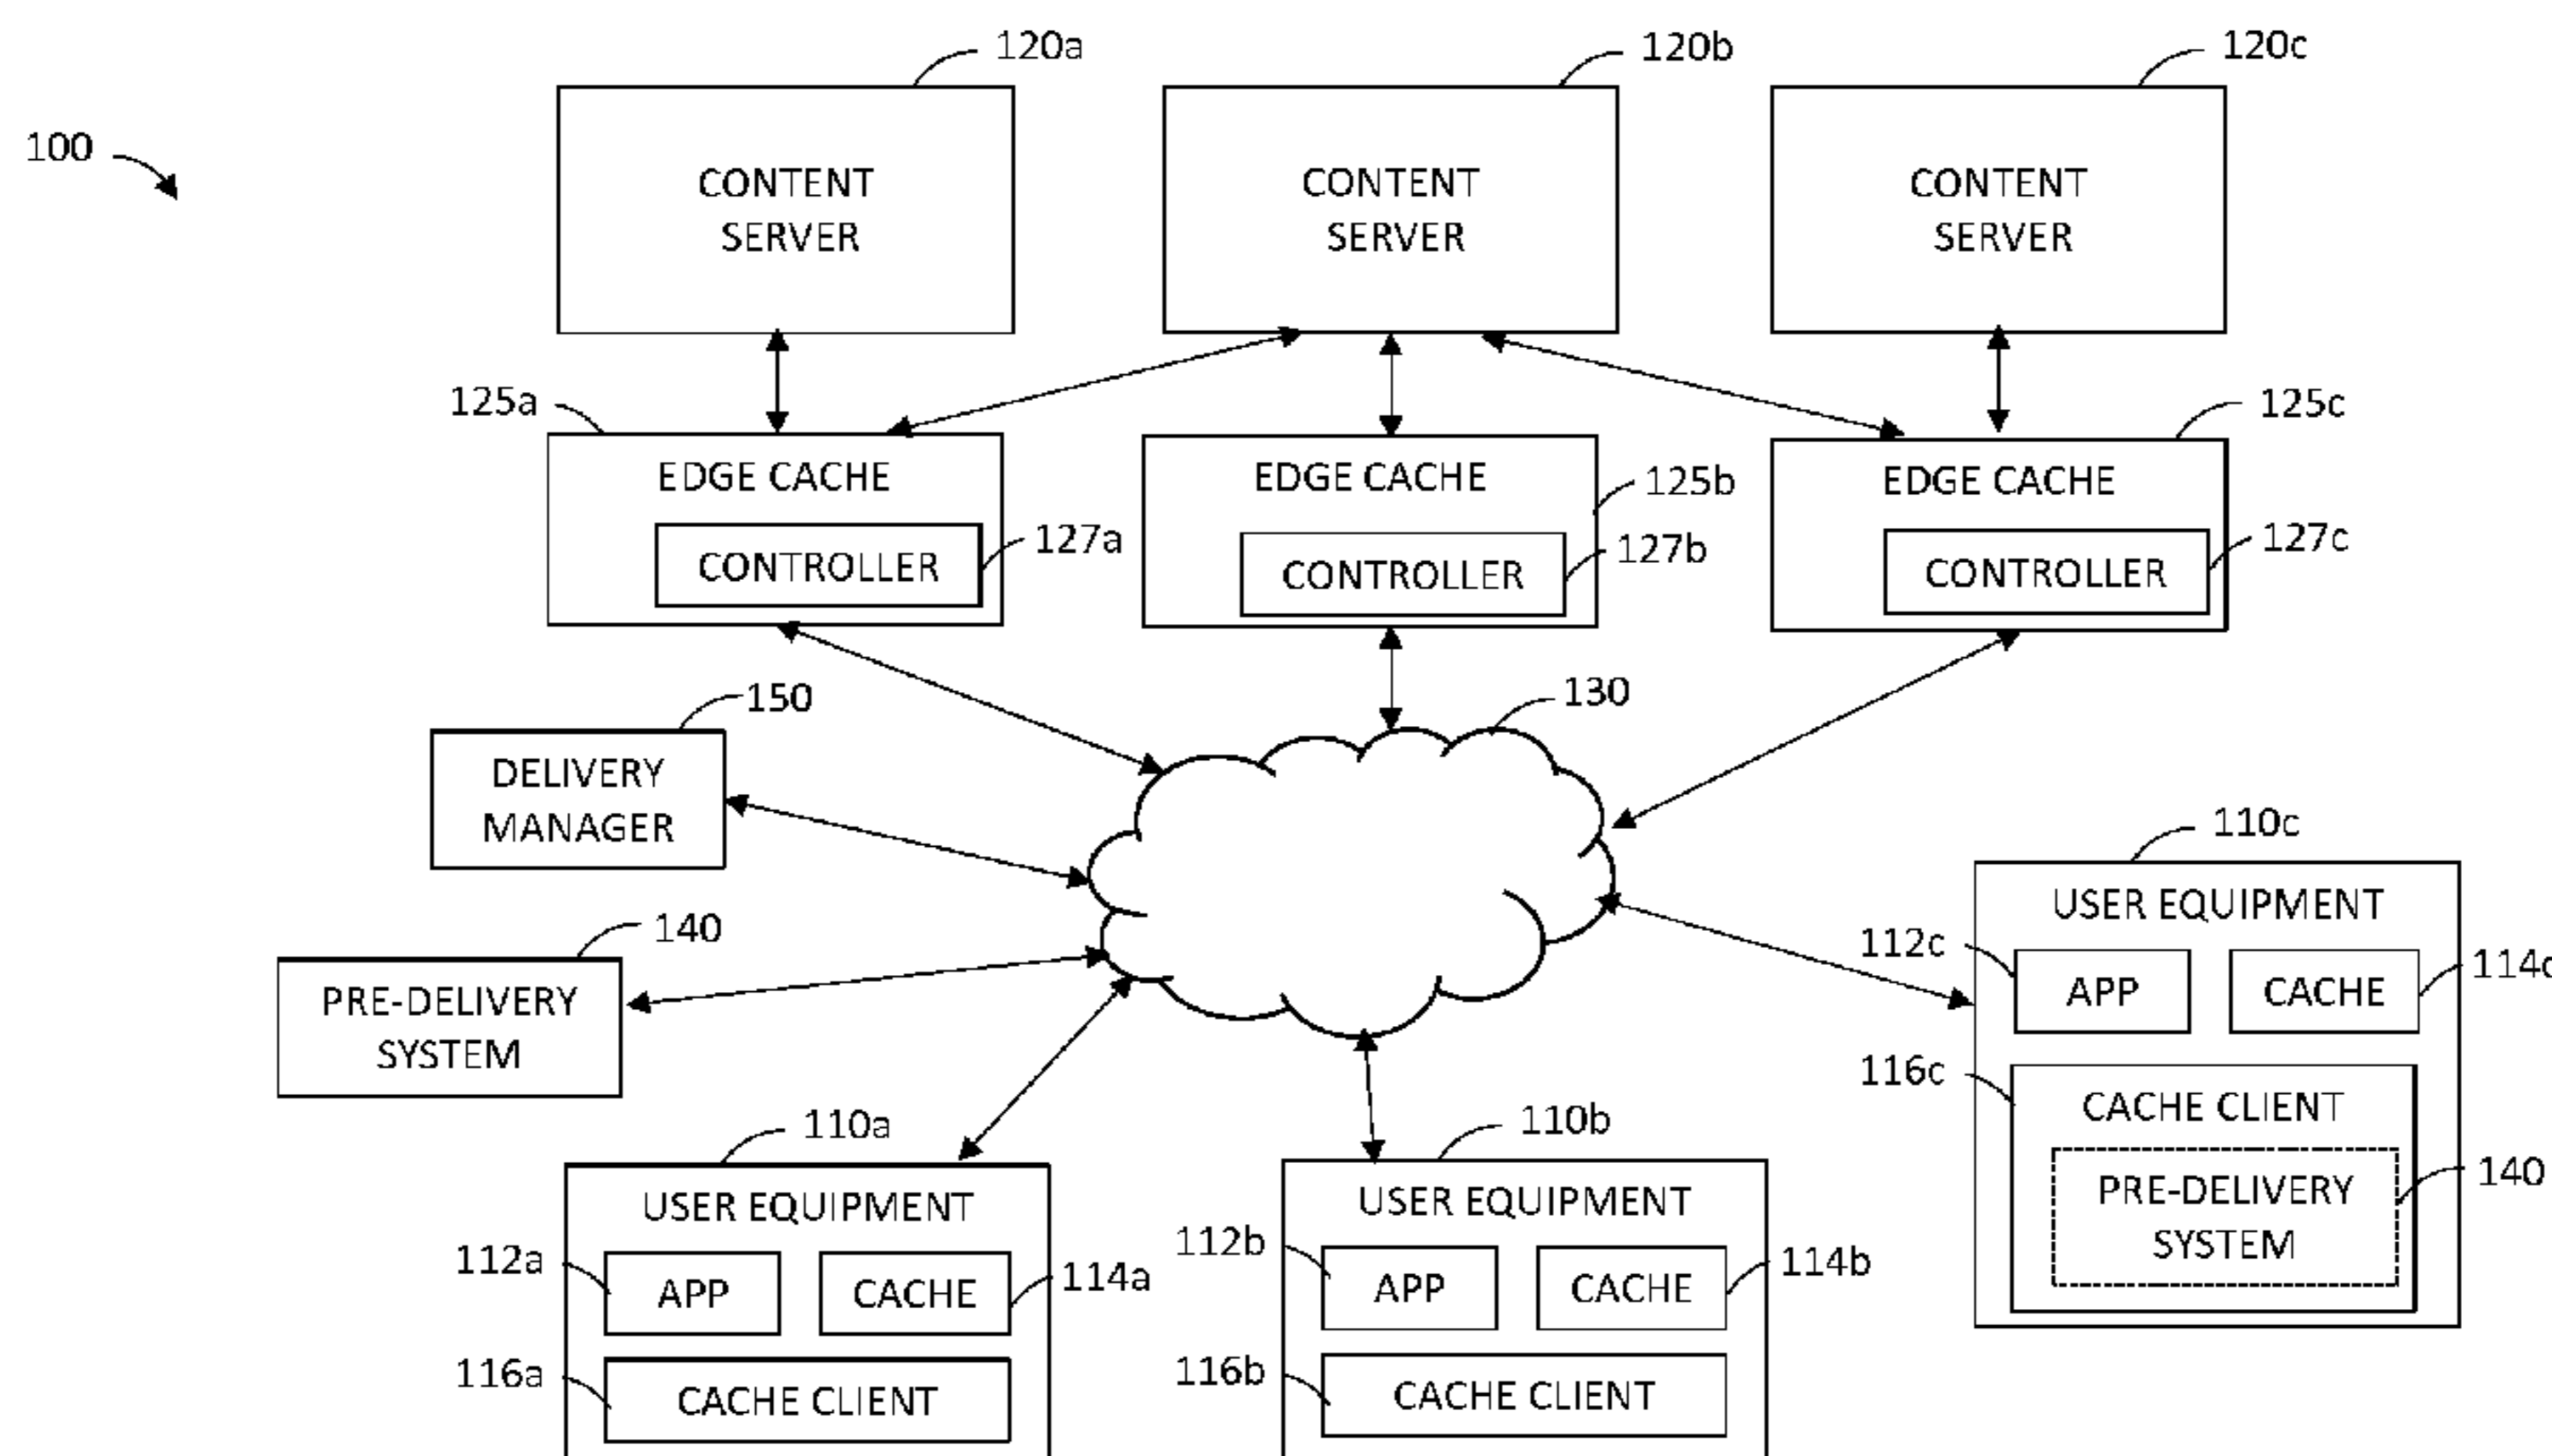 120a
120b
120c
100
CONTENT
SERVER
CONTENT
SERVER
CONTENT
SERVER
125a
125c
EDGE CACHE
EDGE CACHE
125b
EDGE CACHE
CONTROLLER
127a
CONTROLLER
127b
CONTROLLER
127c
150
130
DELIVERY
MANAGER
110c
USER EQUIPMENT
140
112c
APP
CACHE
PRE-DELIVERY
SYSTEM
116c
CACHE CLIENT
110a
110b
PRE-DELIVERY
SYSTEM
140
USER EQUIPMENT
USER EQUIPMENT
112a
APP
CACHE
114a
112b
APP
CACHE
114b
116a
CACHE CLIENT
116b
CACHE CLIENT